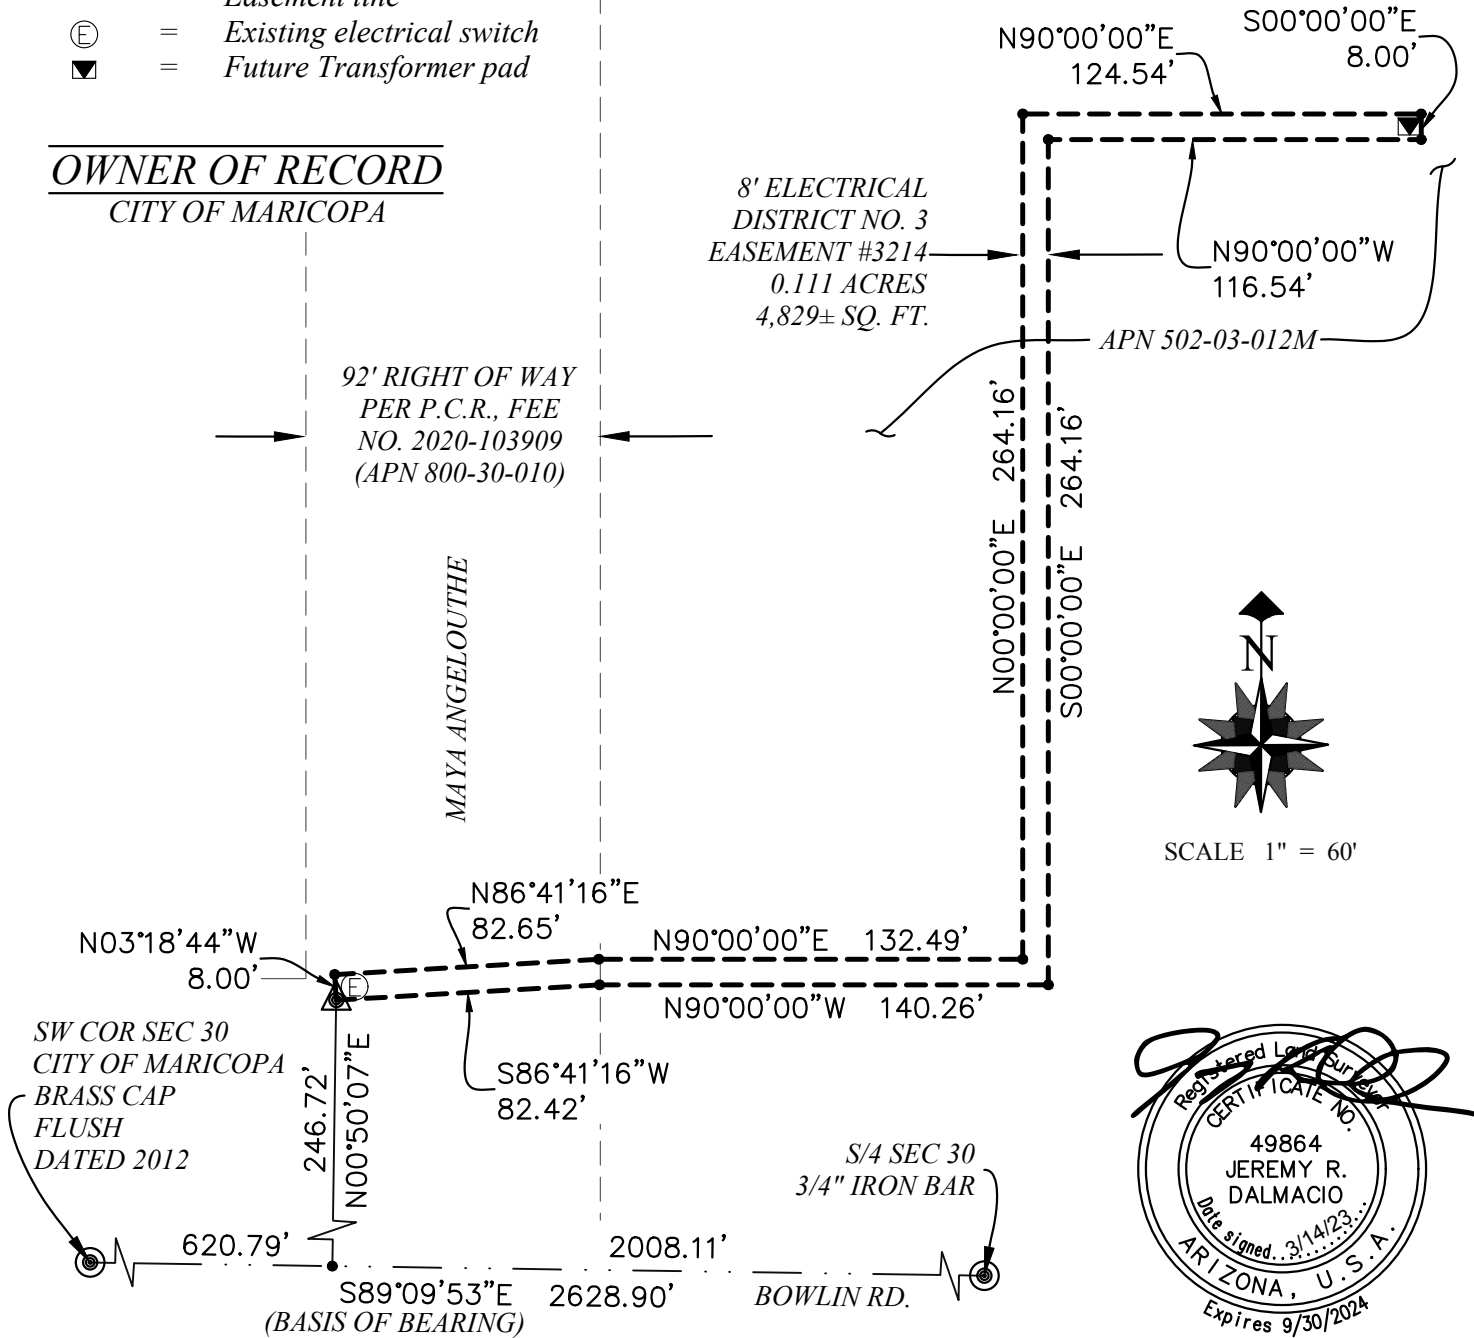 Easement line
Ⓔ = Existing electrical switch
= Future Transformer pad
OWNER OF RECORD
CITY OF MARICOPA
N90°00'00"E
124.54'
S00°00'00"E
8.00'
8' ELECTRICAL
DISTRICT NO. 3
EASEMENT #3214
0.111 ACRES
4,829± SQ. FT.
N90°00'00"W
116.54'
APN 502-03-012M
92' RIGHT OF WAY
PER P.C.R., FEE
NO. 2020-103909
(APN 800-30-010)
N00°00'00"E 264.16'
S00°00'00"E 264.16'
MAYA ANGELOUTHE
N
SCALE 1" = 60'
N86°41'16"E
82.65'
N03°18'44"W
8.00'
N90°00'00"E 132.49'
E
N90°00'00"W 140.26'
SW COR SEC 30
CITY OF MARICOPA
BRASS CAP
FLUSH
DATED 2012
246.72'
N00°50'07"E
S86°41'16"W
82.42'
S/4 SEC 30
3/4" IRON BAR
620.79'
2008.11'
S89°09'53"E 2628.90'
(BASIS OF BEARING)
BOWLIN RD.
Registered Land Surveyor
CERTIFICATE NO.
49864
JEREMY R.
DALMACIO
Date signed...3/14/23...
ARIZONA, U.S.A.
Expires 9/30/2024